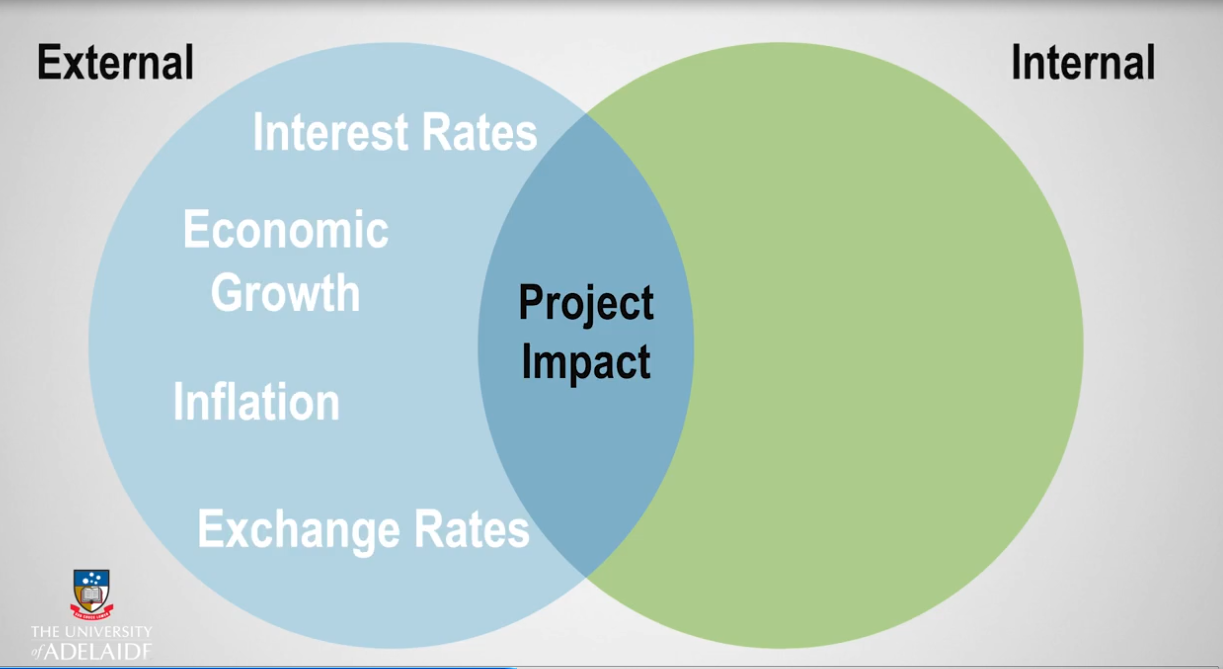 External
Internal
Interest Rates
Economic
Growth
Inflation
Exchange Rates
Project
Impact
THE UNIVERSITY
of ADELAIDE